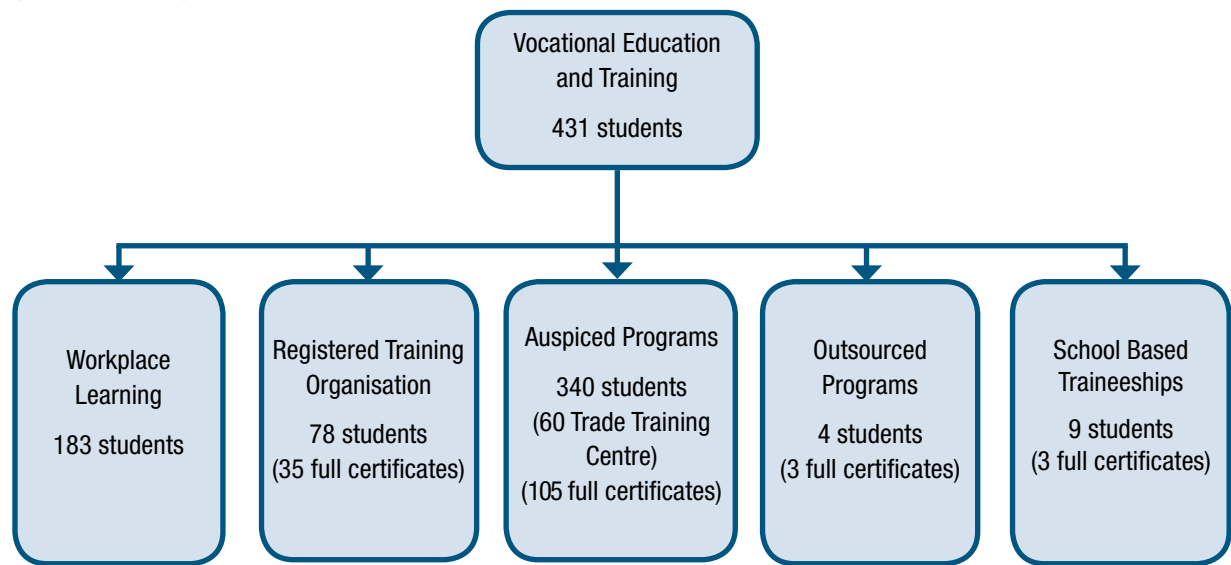 Vocational Education
and Training
431 students
Workplace
Learning
183 students
Registered Training
Organisation
78 students
(35 full certificates)
Auspiced Programs
340 students
(60 Trade Training
Centre)
(105 full certificates)
Outsourced
Programs
4 students
(3 full certificates)
School Based
Traineeships
9 students
(3 full certificates)